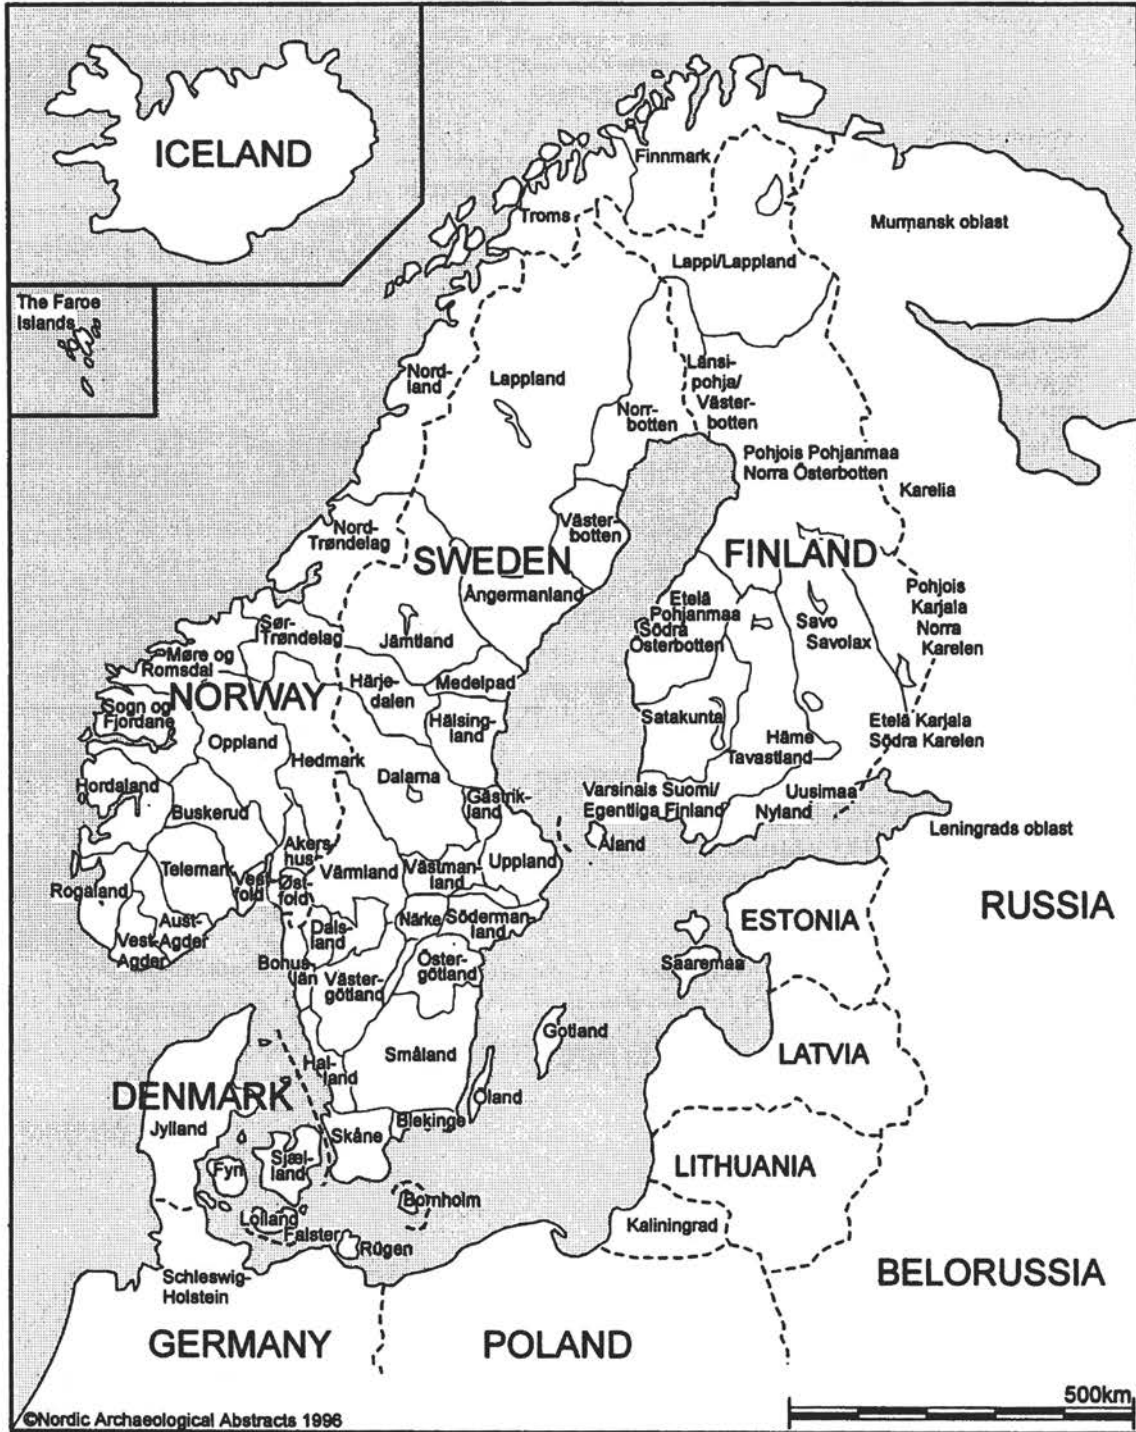 ICELAND
The Faroe
Islands
Finnmark
Troms
Murmansk oblast
Lappi/Lappland
Nord-
land
Lappland
Länsi-
pohja/
Väster-
botten
Norr-
botten
Pohjois Pohjanmaa
Norra Österbotten
Karelia
Nord-
Trøndelag
Väster-
botten
SWEDEN
FINLAND
Ångermanland
Etelä
Pohjanmaa
Södra
Österbotten
Pohjois
Karjala
Norra
Karelen
Savo
Savolax
Sør-
Trøndelag
Jämtland
Møre og
Romsdal
NORWAY
Härje-
dalen
Medelpad
Sogn og
Fjordane
Hälsing-
land
Satakunta
Etelä Karjala
Södra Karelen
Oppland
Häme
Tavastland
Hedmark
Dalarna
Hordaland
Gästrik-
land
Varsinais Suomi/
Egentliga Finland
Uusimaa
Nyland
Buskerud
Åland
Leningrads oblast
Akers
hus
Telemark
Värmland
Västman-
land
Uppland
Rogaland
Vest-
fold
Øst-
fold
RUSSIA
Aust-
Agder
Vest-
Agder
Dals-
land
Närke
Söderman-
land
ESTONIA
Bohus-
län
Väster-
götland
Öster-
götland
Saaremaa
Gotland
Småland
LATVIA
Hal-
land
DENMARK
Öland
Jylland
Blekinge
Skåne
Sjæl-
land
Fyn
LITHUANIA
Bornholm
Lolland
Falster
Kaliningrad
Rügen
Schleswig-
Holstein
BELORUSSIA
GERMANY
POLAND
500km
©Nordic Archaeological Abstracts 1996